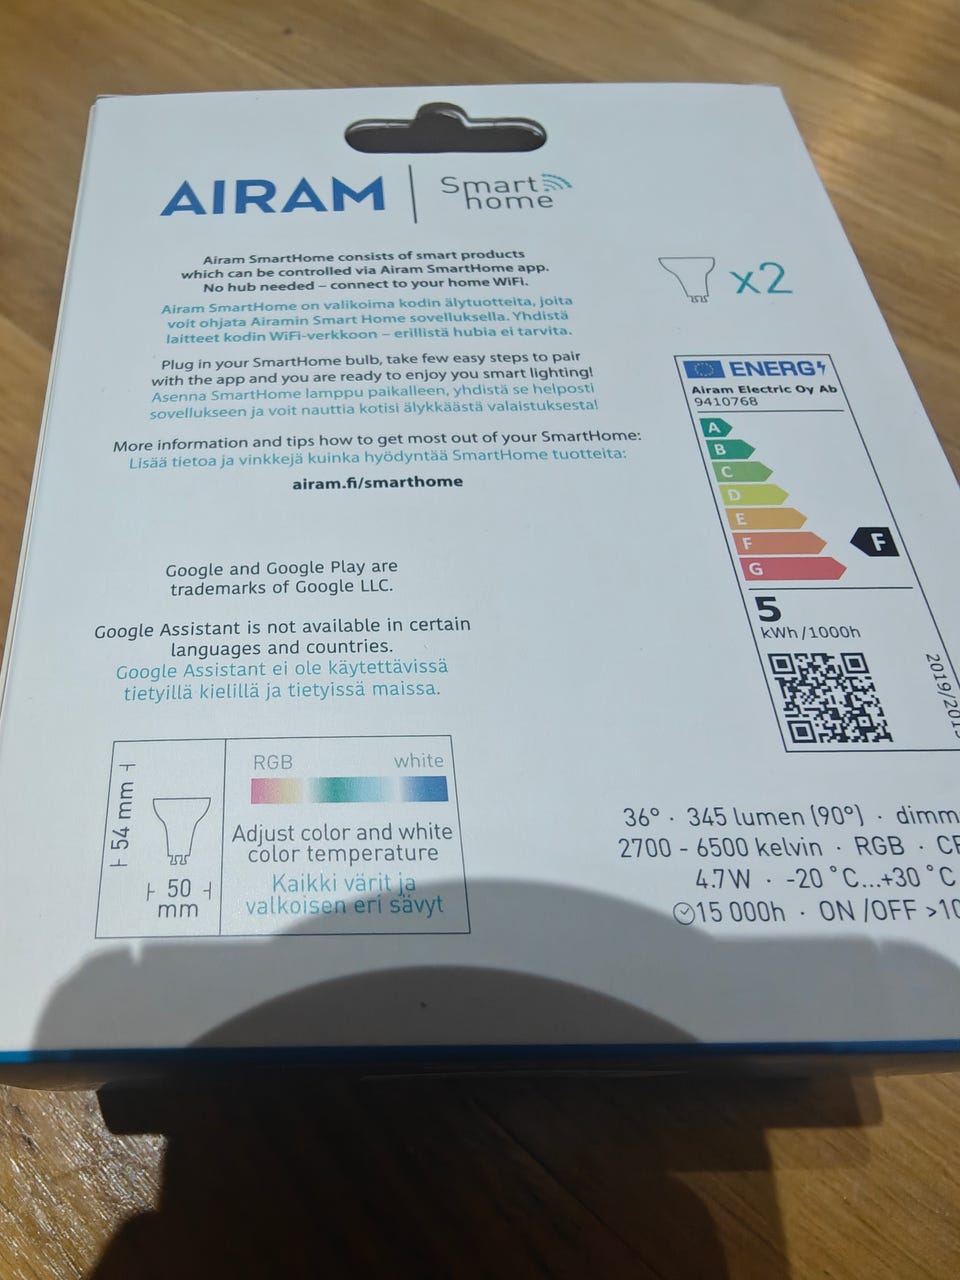 AIRAM
Smart
home
Airam SmartHome consists of smart products
which can be controlled via Airam SmartHome app.
No hub needed – connect to your home WiFi.
Airam SmartHome on valikoima kodin älytuotteita, joita
voit ohjata Airamin Smart Home sovelluksella. Yhdistä
laitteet kodin WiFi-verkkoon – erillistä hubia ei tarvita.
Plug in your SmartHome bulb, take few easy steps to pair
with the app and you are ready to enjoy you smart lighting!
Asenna SmartHome lamppu paikalleen, yhdistä se helposti
sovellukseen ja voit nauttia kotisi älykkäästä valaistuksesta!
More information and tips how to get most out of your SmartHome:
Lisää tietoa ja vinkkejä kuinka hyödyntää SmartHome tuotteita:
airam.fi/smarthome
Google and Google Play are
trademarks of Google LLC.
Google Assistant is not available in certain
languages and countries.
Google Assistant ei ole käytettävissä
tietyillä kielillä ja tietyissä maissa.
54 mm
50
mm
RGB white
Adjust color and white
color temperature
Kaikki värit ja
valkoisen eri sävyt
x2
ENERG
Airam Electric Oy Ab
9410768
A
B
C
D
E
F
G
F
5
kWh/1000h
2019/201
36° · 345 lumen (90°) · dimm
2700 - 6500 kelvin · RGB ·
4.7W · -20 °C...+30 °C
15 000h · ON /OFF >10